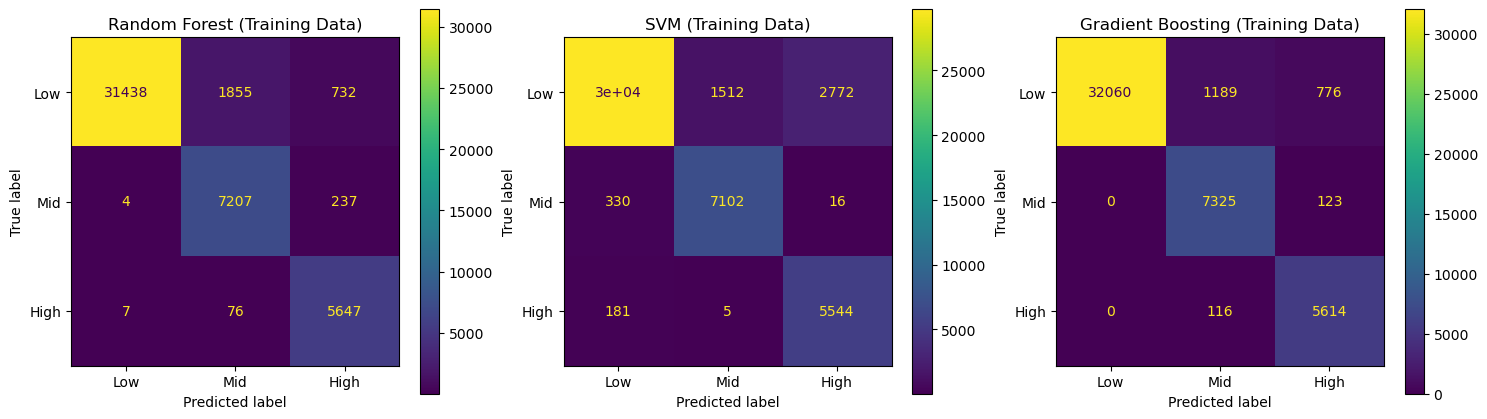 Random Forest (Training Data)
True label
Low
Mid
High
31438 1855 732
4 7207 237
7 76 5647
Low Mid High
Predicted label
30000
25000
20000
15000
10000
5000
SVM (Training Data)
True label
Low
Mid
High
3e+04 1512 2772
330 7102 16
181 5 5544
Low Mid High
Predicted label
25000
20000
15000
10000
5000
Gradient Boosting (Training Data)
True label
Low
Mid
High
32060 1189 776
0 7325 123
0 116 5614
Low Mid High
Predicted label
30000
25000
20000
15000
10000
5000
0